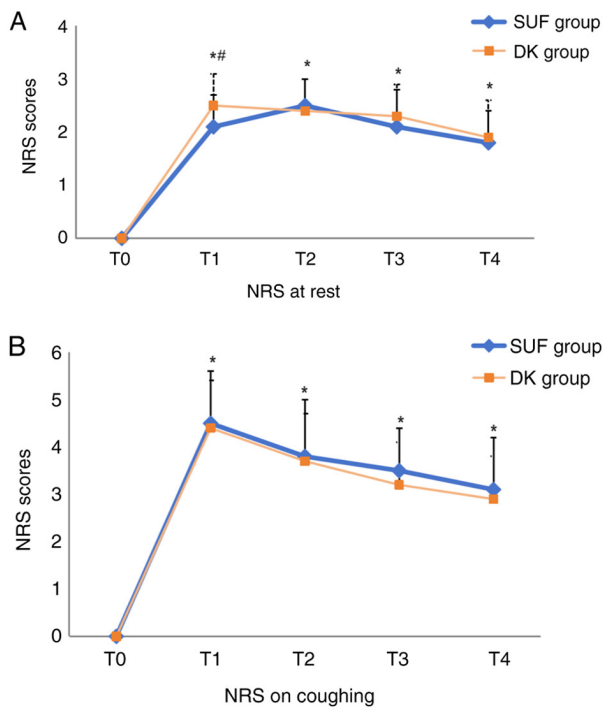 A
SUF group
DK group
4
3
2
1
0
NRS scores
*#
*
*
*
T0 T1 T2 T3 T4
NRS at rest
B
SUF group
DK group
6
5
4
3
2
1
0
NRS scores
*
*
*
*
T0 T1 T2 T3 T4
NRS on coughing